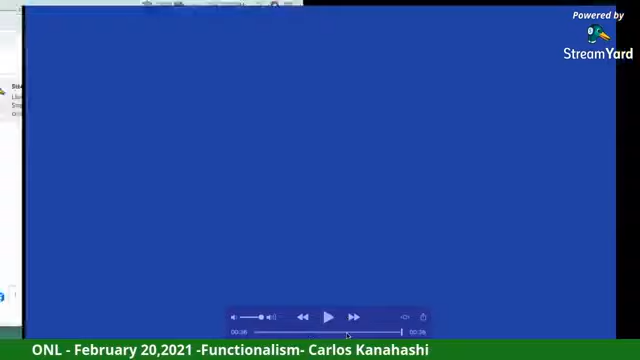 Powered by
StreamYard
00:36
00:36
ONL - February 20,2021 -Functionalism- Carlos Kanahashi